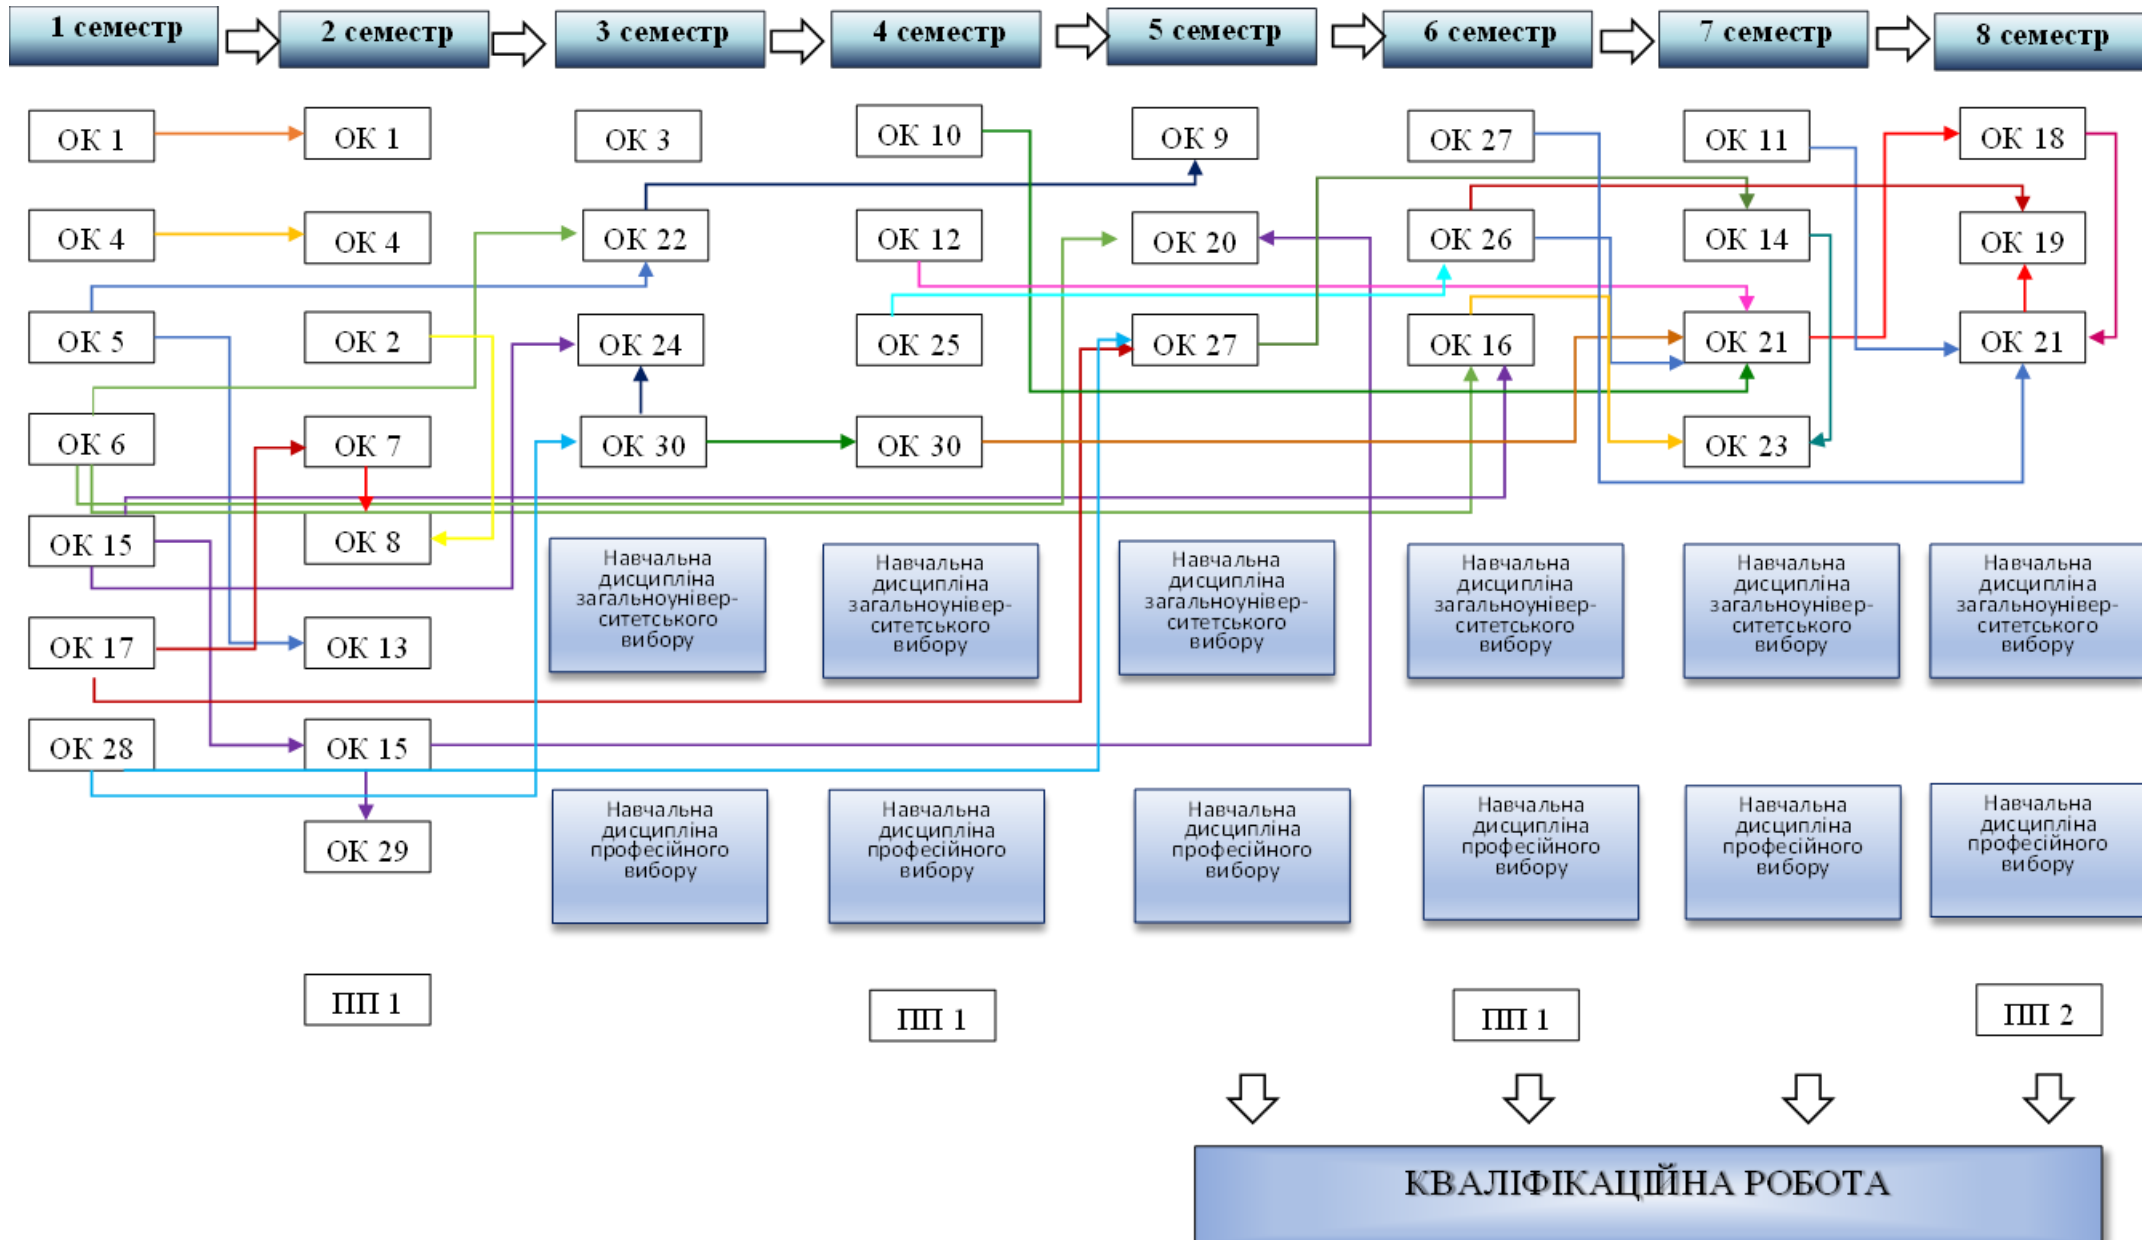 1 семестр
2 семестр
3 семестр
4 семестр
5 семестр
6 семестр
7 семестр
8 семестр
ОК 1
ОК 1
ОК 3
ОК 10
ОК 9
ОК 27
ОК 11
ОК 18
ОК 4
ОК 4
ОК 22
ОК 12
ОК 20
ОК 26
ОК 14
ОК 19
ОК 5
ОК 2
ОК 24
ОК 25
ОК 27
ОК 16
ОК 21
ОК 21
ОК 6
ОК 7
ОК 30
ОК 30
ОК 23
ОК 15
ОК 8
Навчальна
дисципліна
загальноунівер-
ситетського
вибору
Навчальна
дисципліна
загальноунівер-
ситетського
вибору
Навчальна
дисципліна
загальноунівер-
ситетського
вибору
Навчальна
дисципліна
загальноунівер-
ситетського
вибору
Навчальна
дисципліна
загальноунівер-
ситетського
вибору
Навчальна
дисципліна
загальноунівер-
ситетського
вибору
ОК 17
ОК 13
ОК 28
ОК 15
ОК 29
Навчальна
дисципліна
професійного
вибору
Навчальна
дисципліна
професійного
вибору
Навчальна
дисципліна
професійного
вибору
Навчальна
дисципліна
професійного
вибору
Навчальна
дисципліна
професійного
вибору
Навчальна
дисципліна
професійного
вибору
ПП 1
ПП 1
ПП 1
ПП 2
КВАЛІФІКАЦІЙНА РОБОТА